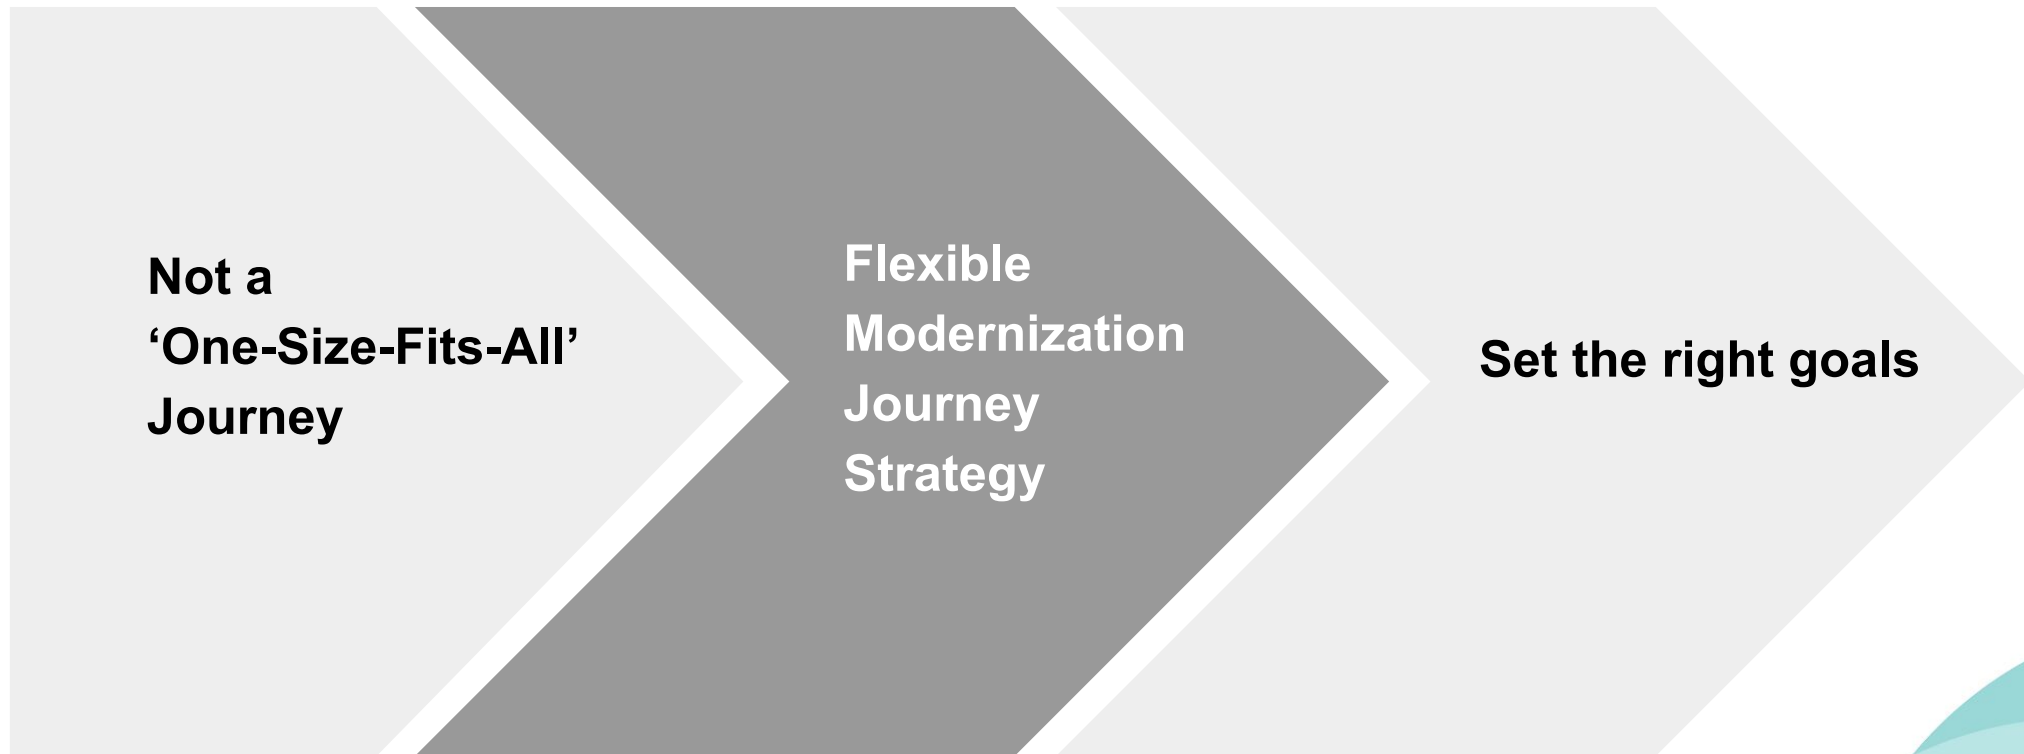 Not a
‘One-Size-Fits-All’
Journey
Flexible
Modernization
Journey
Strategy
Set the right goals